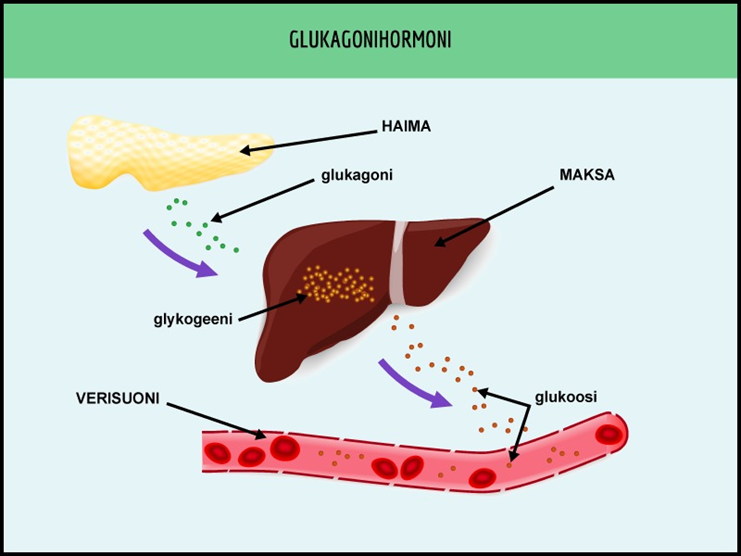 GLUKAGONIHORMONI
HAIMA
glukagoni
MAKSA
glykogeeni
VERISUONI
glukoosi